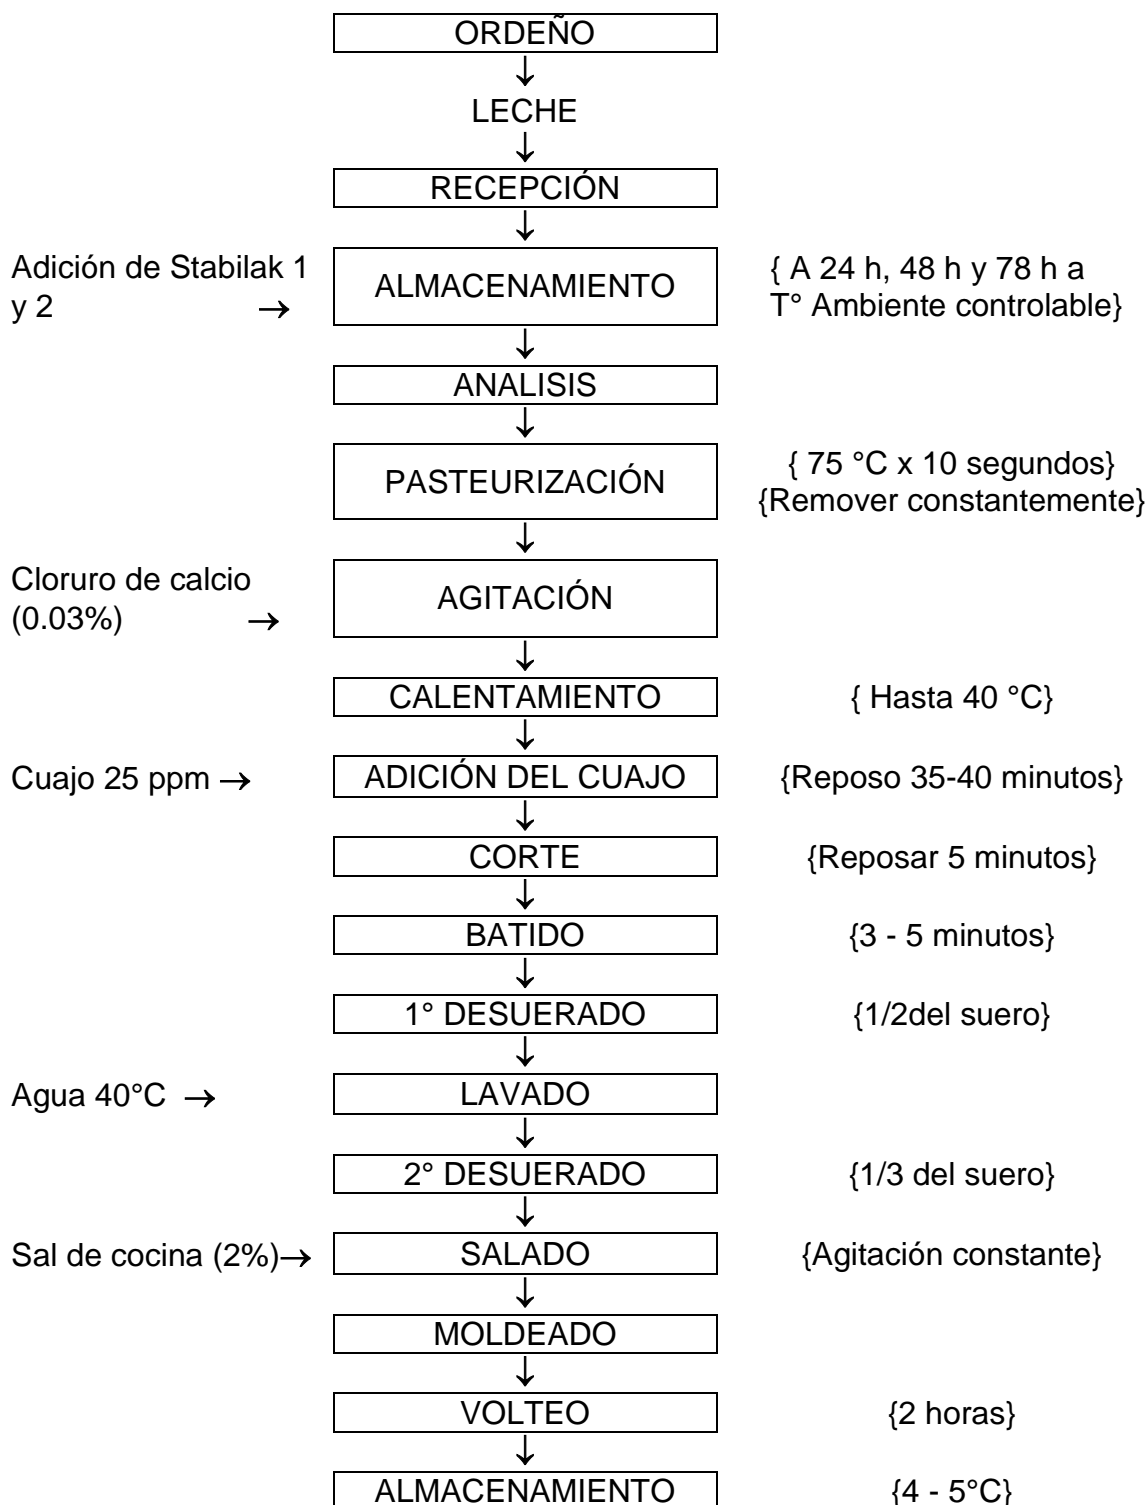 ORDEÑO
↓
LECHE
↓
RECEPCIÓN
↓
Adición de Stabilak 1
y 2 →
ALMACENAMIENTO
{ A 24 h, 48 h y 78 h a
T° Ambiente controlable}
↓
ANALISIS
↓
PASTEURIZACIÓN
{ 75 °C x 10 segundos}
{Remover constantemente}
↓
Cloruro de calcio
(0.03%) →
AGITACIÓN
↓
CALENTAMIENTO { Hasta 40 °C}
↓
Cuajo 25 ppm → ADICIÓN DEL CUAJO {Reposo 35-40 minutos}
↓
CORTE {Reposar 5 minutos}
↓
BATIDO {3 - 5 minutos}
↓
1° DESUERADO {1/2del suero}
↓
Agua 40°C → LAVADO
↓
2° DESUERADO {1/3 del suero}
↓
Sal de cocina (2%)→ SALADO {Agitación constante}
↓
MOLDEADO
↓
VOLTEO {2 horas}
↓
ALMACENAMIENTO {4 - 5°C}